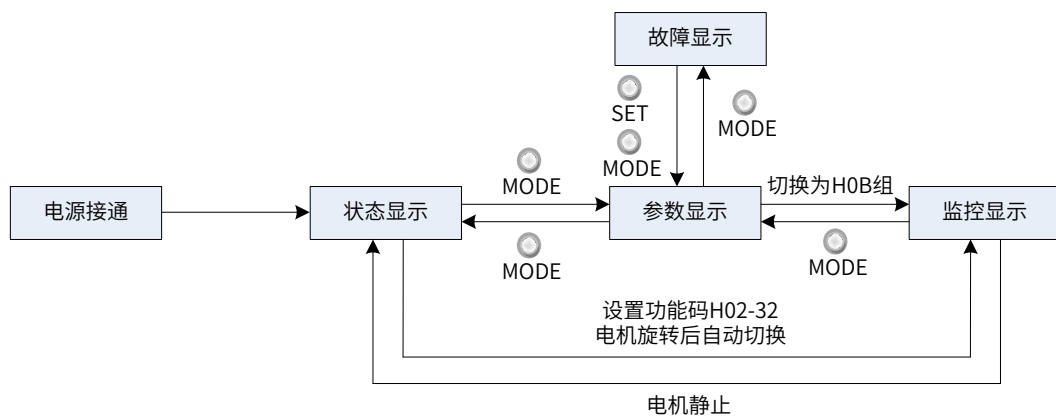 故障显示
SET
MODE
MODE
MODE
切换为H0B组
电源接通
状态显示
参数显示
监控显示
MODE
MODE
设置功能码H02-32
电机旋转后自动切换
电机静止